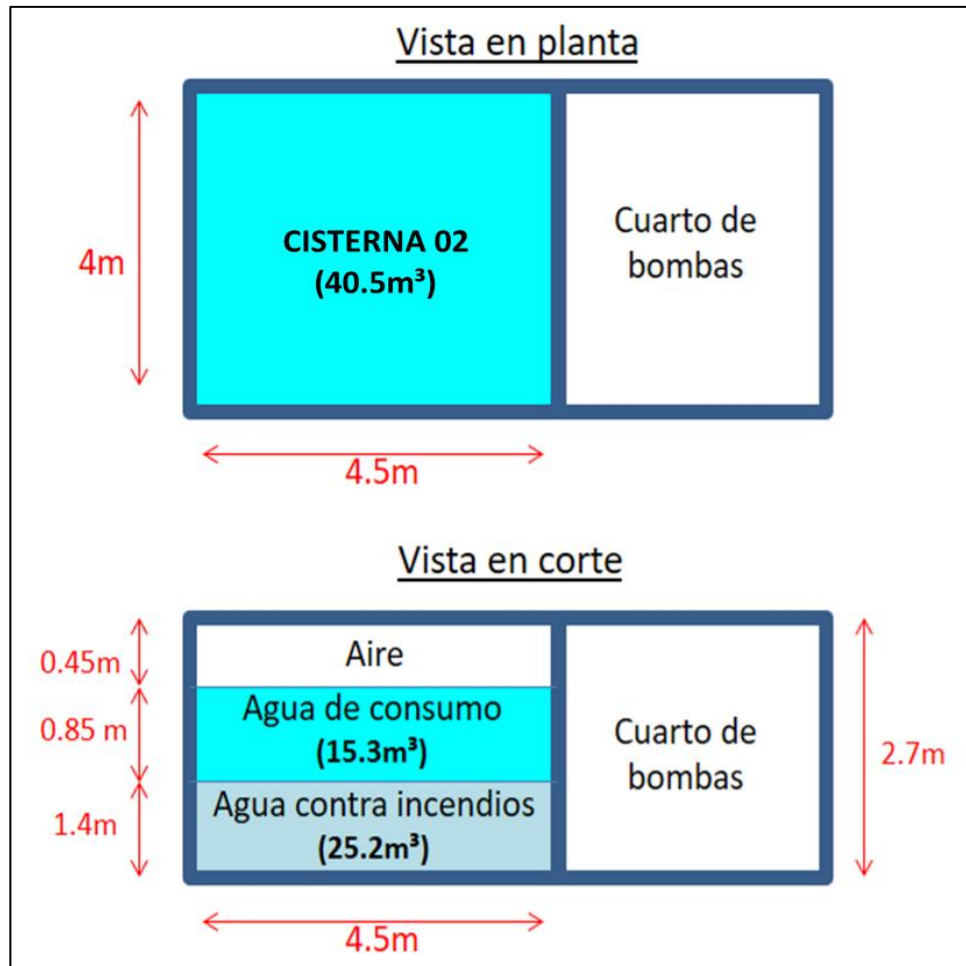 Vista en planta
4m
CISTERNA 02
(40.5m³)
Cuarto de
bombas
4.5m
Vista en corte
0.45m
0.85 m
1.4m
Aire
Agua de consumo
(15.3m³)
Agua contra incendios
(25.2m³)
Cuarto de
bombas
2.7m
4.5m